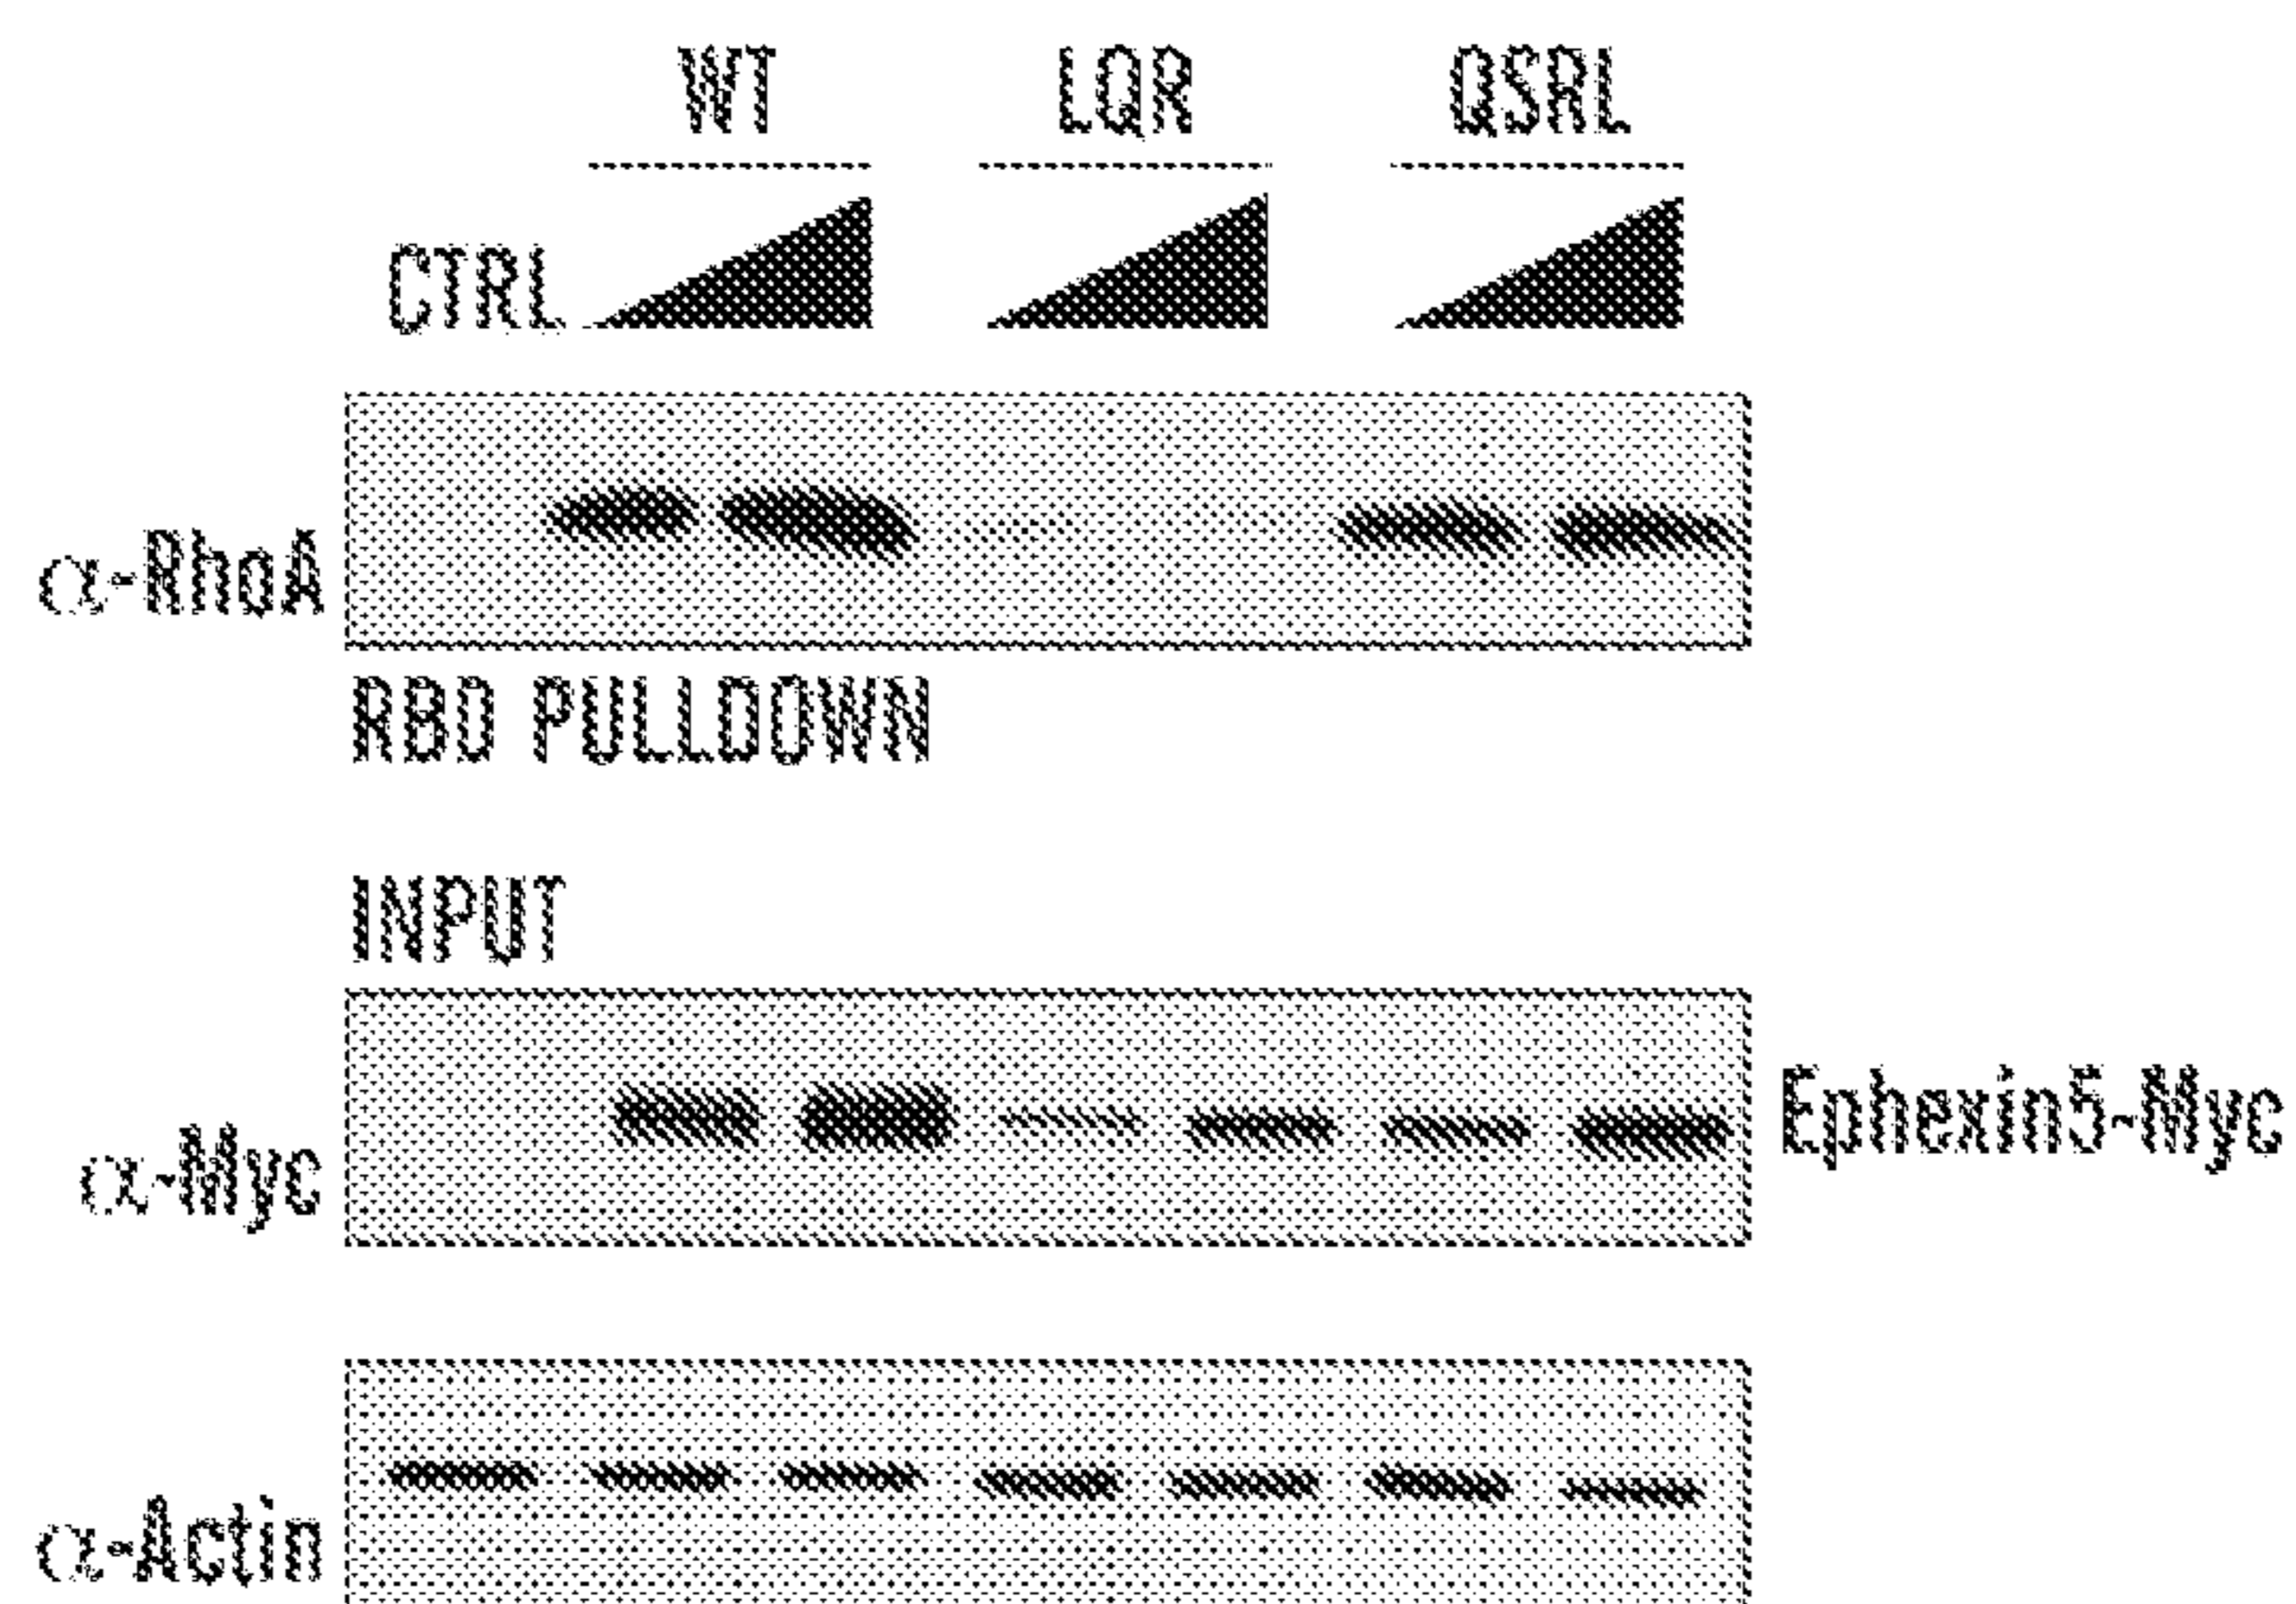 WT LQR QSRL
CTRL
α-RhoA
RBD PULLDOWN
INPUT
α-Myc Ephexin5-Myc
α-Actin